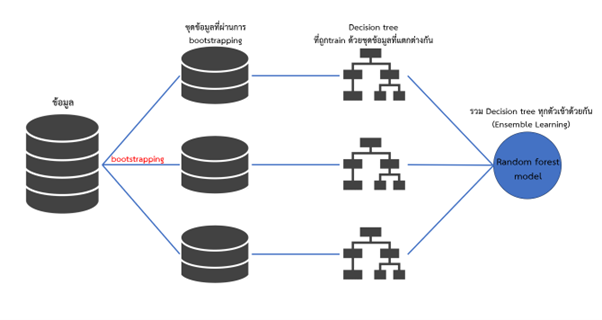 ข้อมูล
bootstrapping
ชุดข้อมูลที่ผ่านการ
bootstrapping
Decision tree
ที่ถูกtrain ด้วยชุดข้อมูลที่แตกต่างกัน
รวม Decision tree ทุกตัวเข้าด้วยกัน
(Ensemble Learning)
Random forest
model